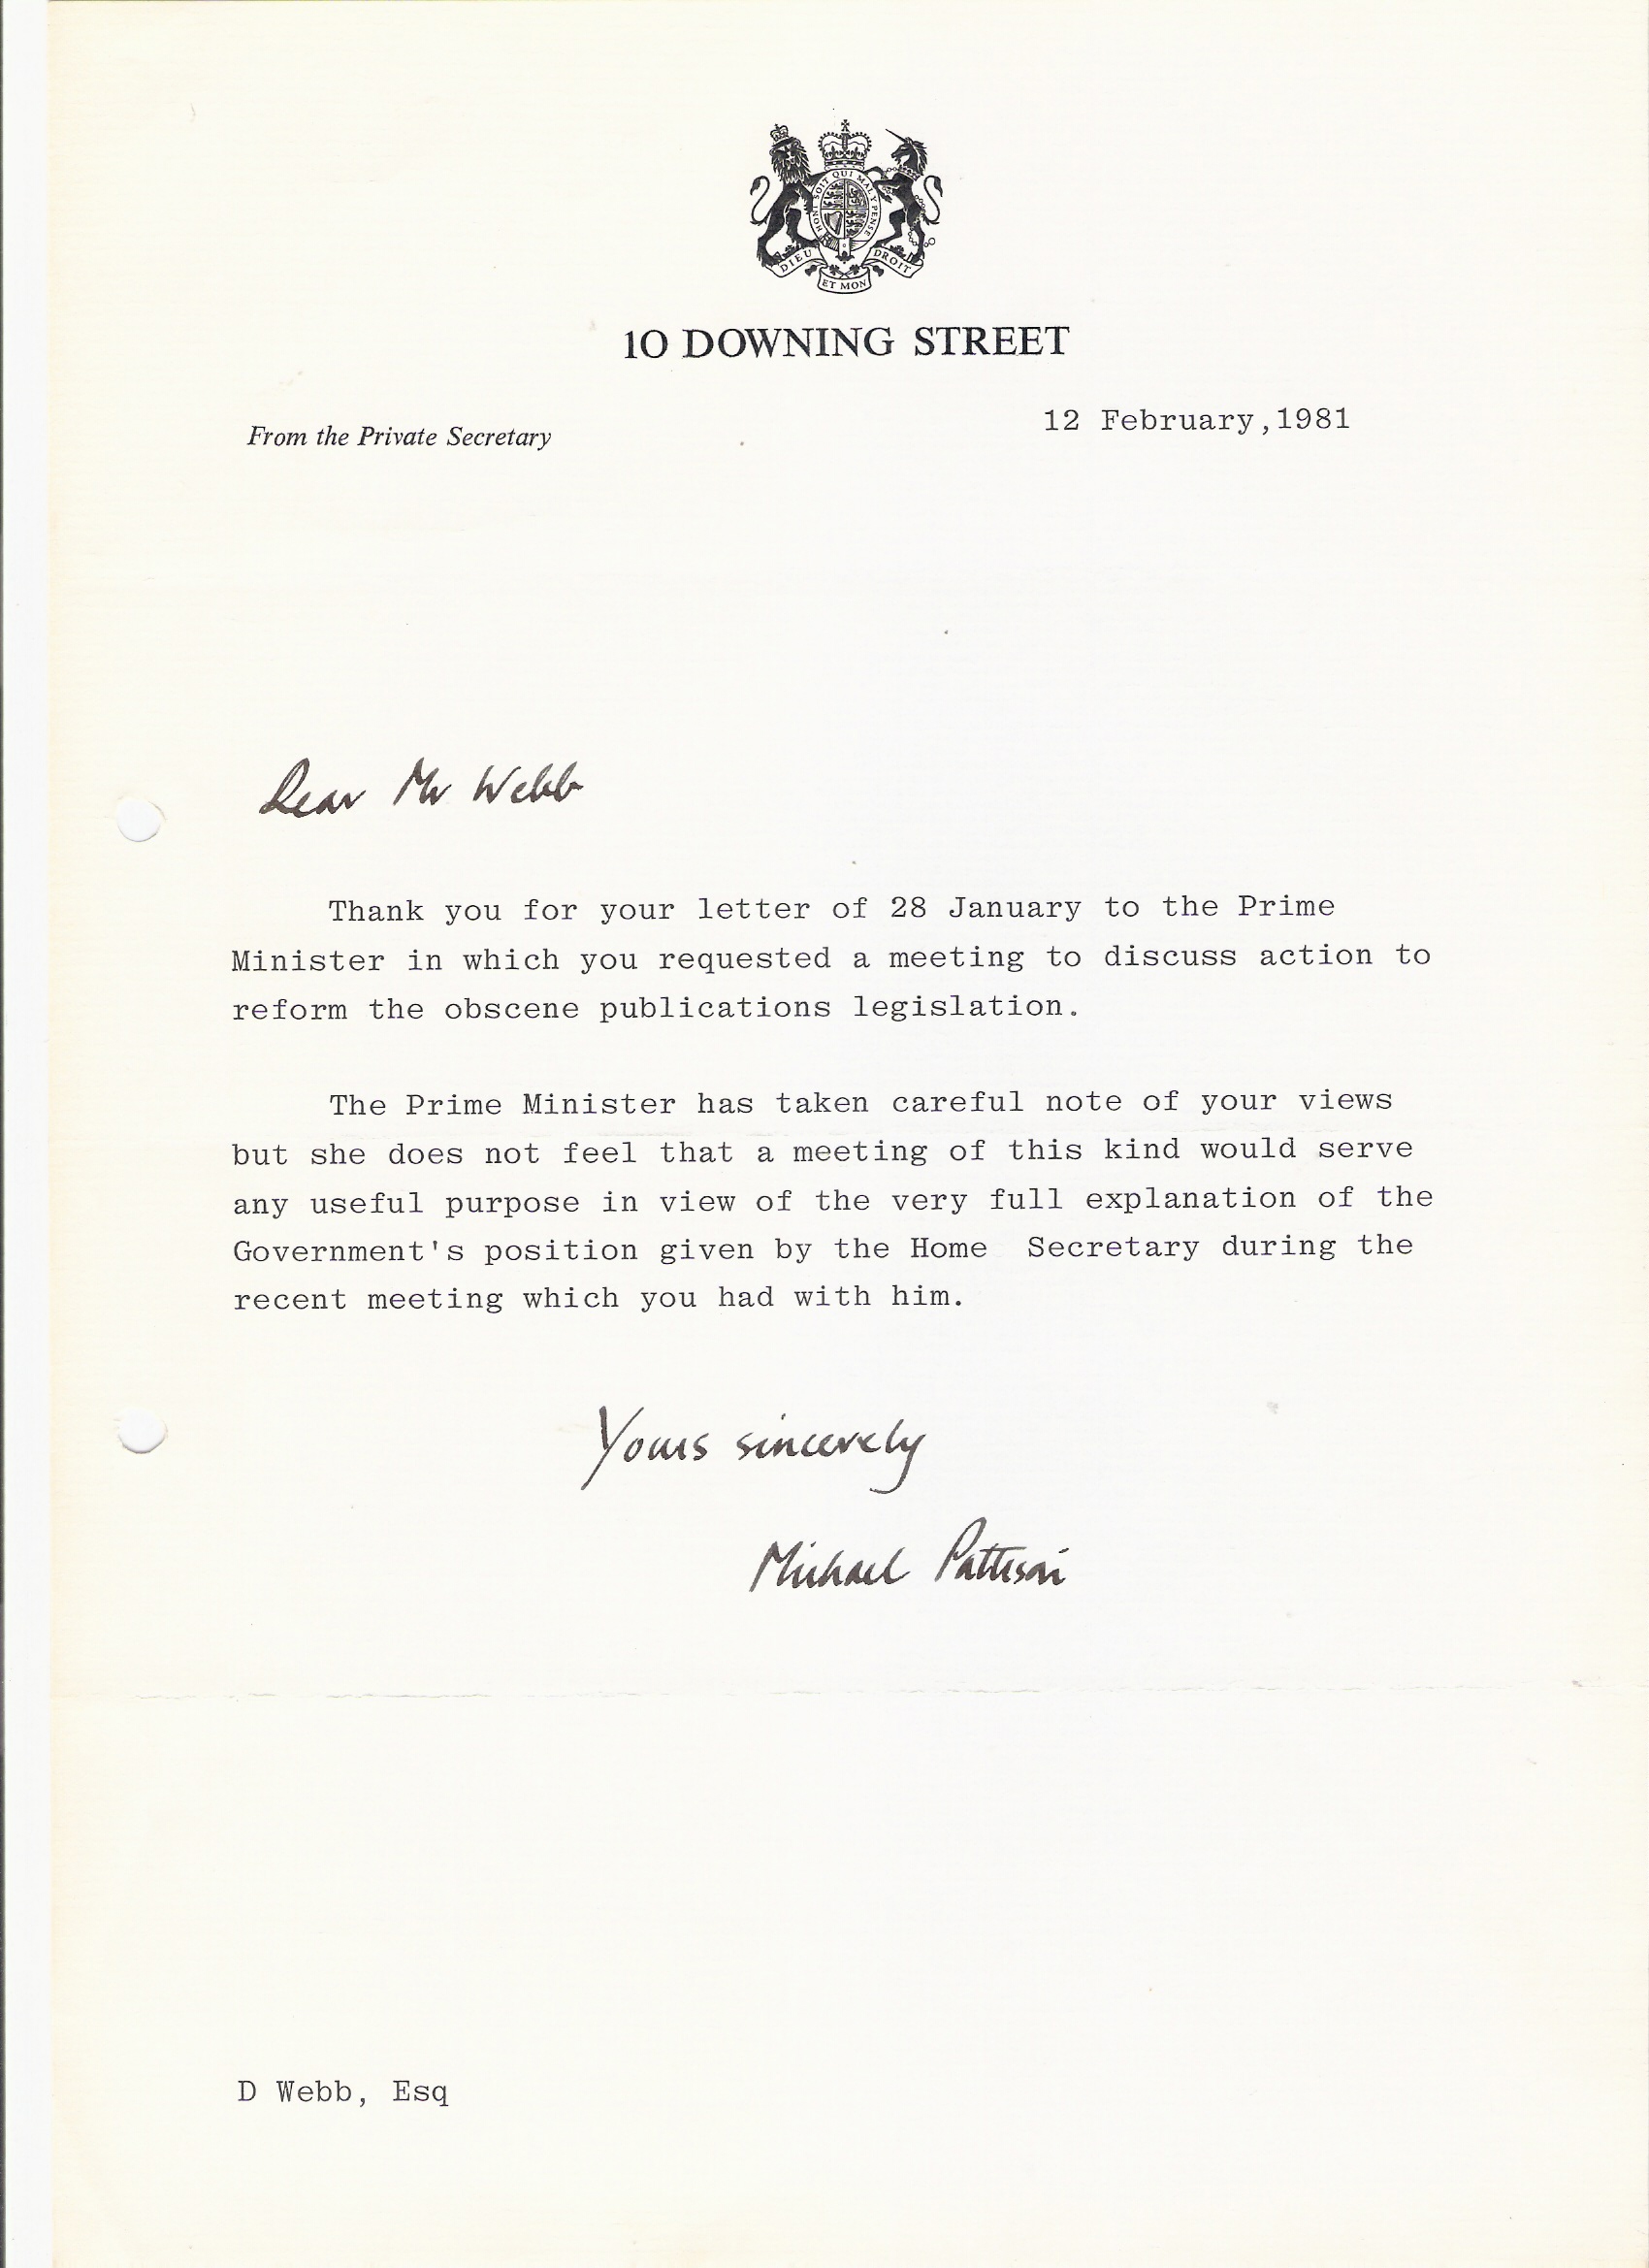 HONI SOIT QUI MAL Y PENSE
DIEU ET MON DROIT
10 DOWNING STREET
12 February,1981
From the Private Secretary
Dear Mr Webb
Thank you for your letter of 28 January to the Prime
Minister in which you requested a meeting to discuss action to
reform the obscene publications legislation.
The Prime Minister has taken careful note of your views
but she does not feel that a meeting of this kind would serve
any useful purpose in view of the very full explanation of the
Government's position given by the Home Secretary during the
recent meeting which you had with him.
Yours sincerely
Michael Pattison
D Webb, Esq